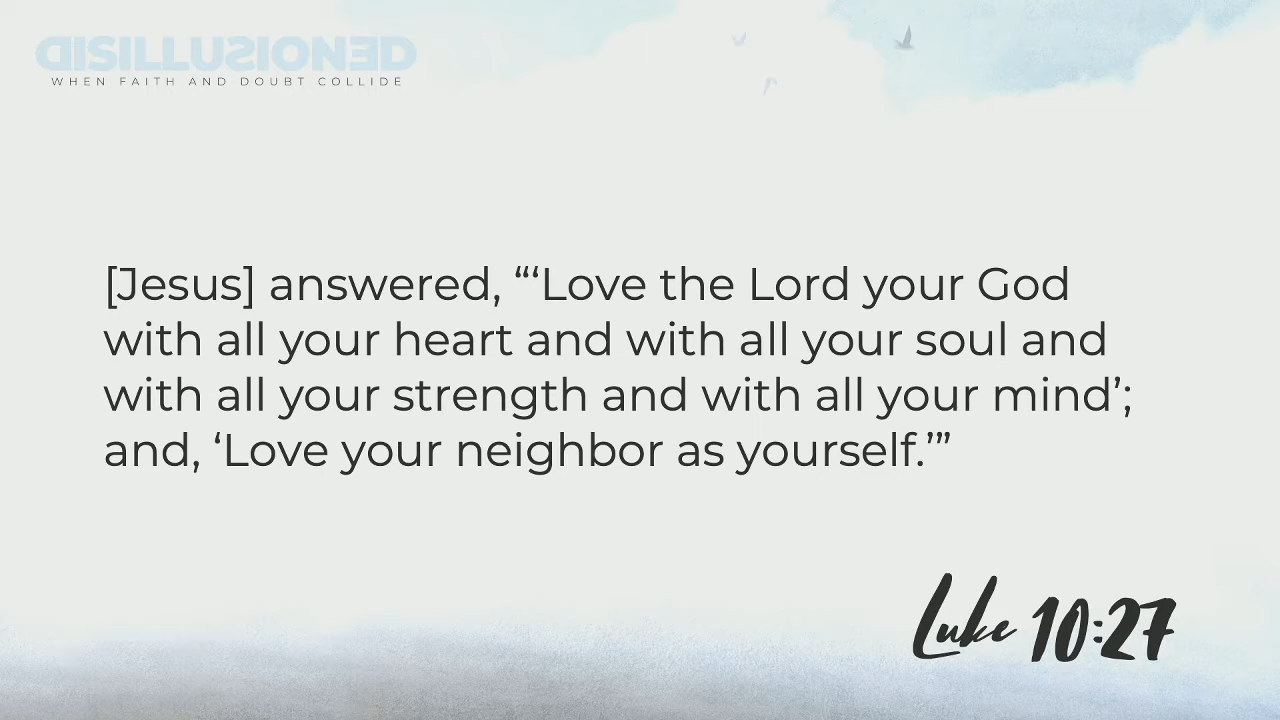 DISILLUSIONED
WHEN FAITH AND DOUBT COLLIDE
[Jesus] answered, “‘Love the Lord your God
with all your heart and with all your soul and
with all your strength and with all your mind’;
and, ‘Love your neighbor as yourself.’”
Luke 10:27